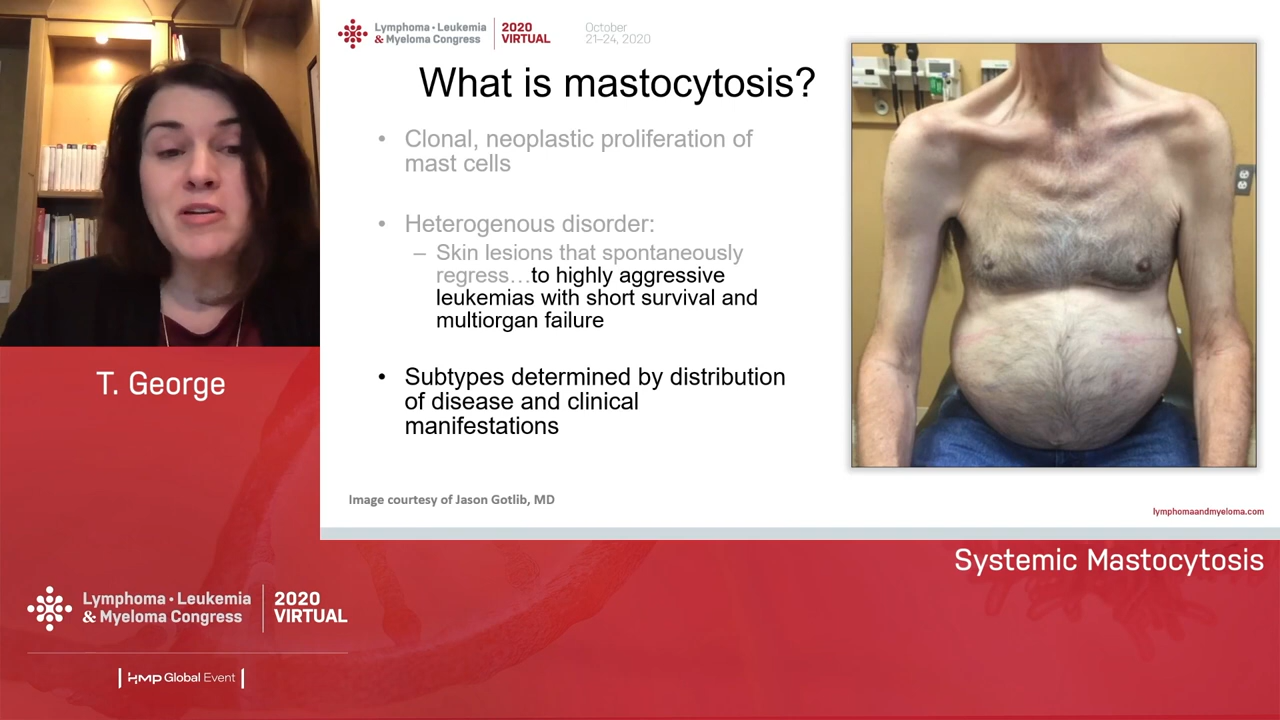 Lymphoma • Leukemia
& Myeloma Congress
2020
VIRTUAL
October
21–24, 2020
What is mastocytosis?
• Clonal, neoplastic proliferation of
mast cells
• Heterogenous disorder:
– Skin lesions that spontaneously
regress…to highly aggressive
leukemias with short survival and
multiorgan failure
• Subtypes determined by distribution
of disease and clinical
manifestations
Image courtesy of Jason Gotlib, MD
lymphomaandmyeloma.com
T. George
Systemic Mastocytosis
Lymphoma • Leukemia
& Myeloma Congress
2020
VIRTUAL
HMP Global Event